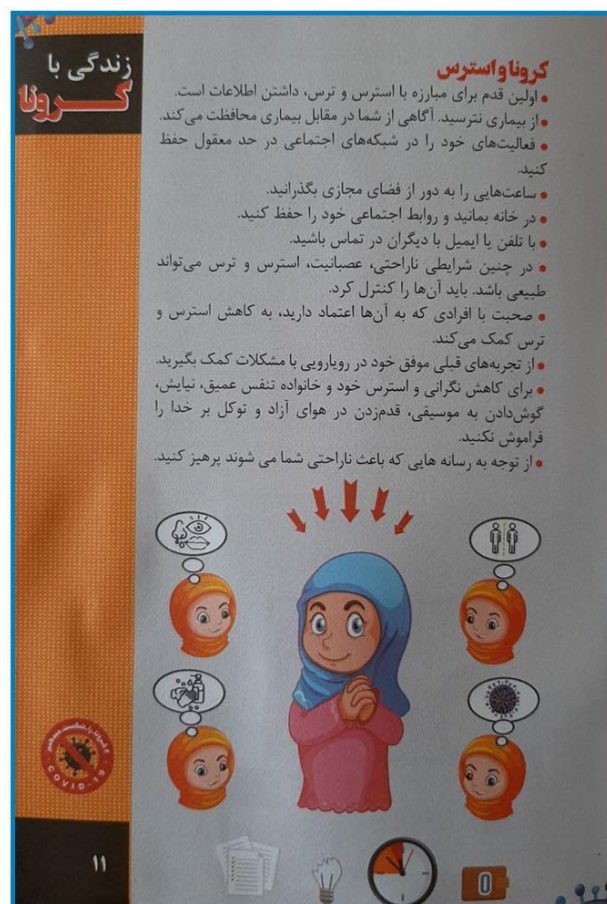 زندگی با
کرونا
کرونا و استرس
• اولین قدم برای مبارزه با استرس و ترس، داشتن اطلاعات است.
• از بیماری نترسید. آگاهی از شما در مقابل بیماری محافظت می‌کند.
• فعالیت‌های خود را در شبکه‌های اجتماعی در حد معقول حفظ
کنید.
• ساعت‌هایی را به دور از فضای مجازی بگذرانید.
• در خانه بمانید و روابط اجتماعی خود را حفظ کنید.
• با تلفن یا ایمیل با دیگران در تماس باشید.
• در چنین شرایطی ناراحتی، عصبانیت، استرس و ترس می‌تواند
طبیعی باشد. باید آن‌ها را کنترل کرد.
• صحبت با افرادی که به آن‌ها اعتماد دارید، به کاهش استرس و
ترس کمک می‌کند.
• از تجربه‌های قبلی موفق خود در رویارویی با مشکلات کمک بگیرید.
• برای کاهش نگرانی و استرس خود و خانواده تنفس عمیق، نیایش،
گوش‌دادن به موسیقی، قدم‌زدن در هوای آزاد و توکل بر خدا را
فراموش نکنید.
• از توجه به رسانه هایی که باعث ناراحتی شما می شوند پرهیز کنید.
COVID-19
۱۱